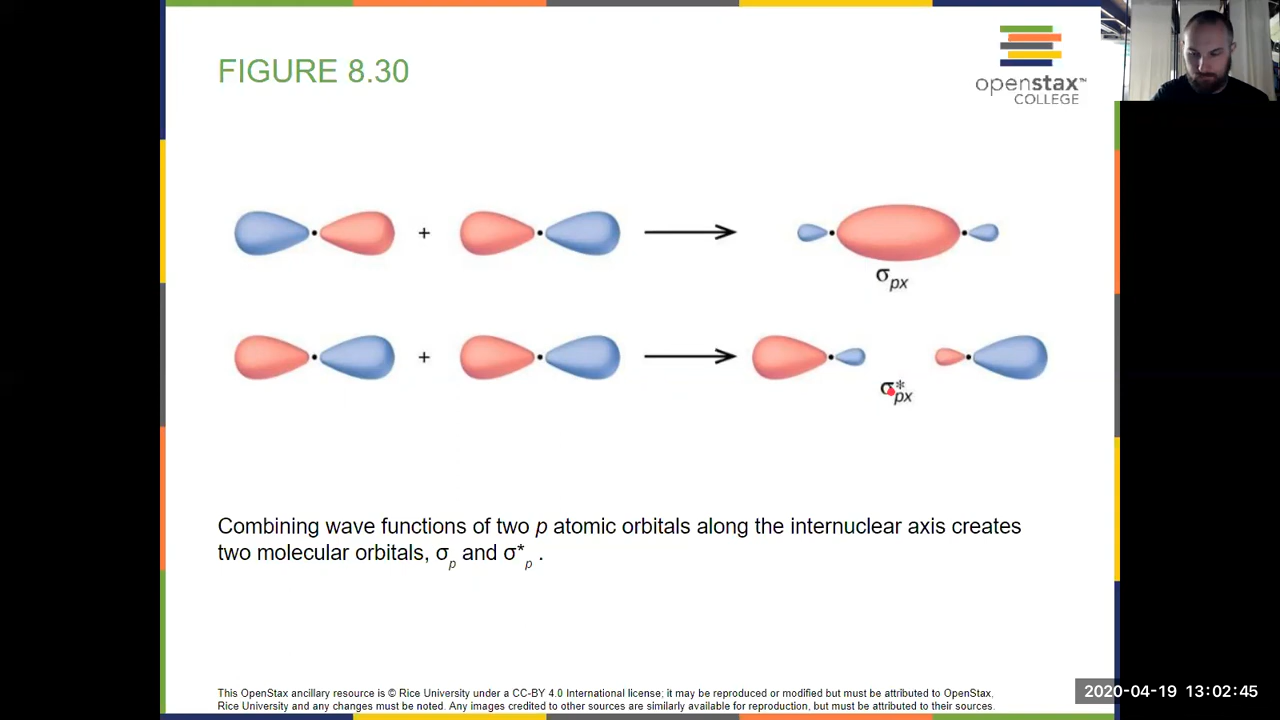 FIGURE 8.30
openstax™
COLLEGE
+
σpx
+
σ*px
Combining wave functions of two p atomic orbitals along the internuclear axis creates
two molecular orbitals, σp and σ*p .
This OpenStax ancillary resource is © Rice University under a CC-BY 4.0 International license; it may be reproduced or modified but must be attributed to OpenStax,
Rice University and any changes must be noted. Any images credited to other sources are similarly available for reproduction, but must be attributed to their sources.
2020-04-19 13:02:45